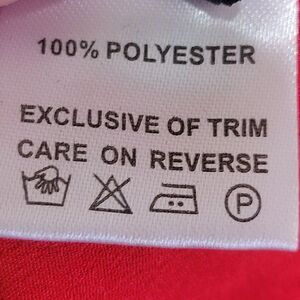 100% POLYESTER
EXCLUSIVE OF TRIM
CARE ON REVERSE
P